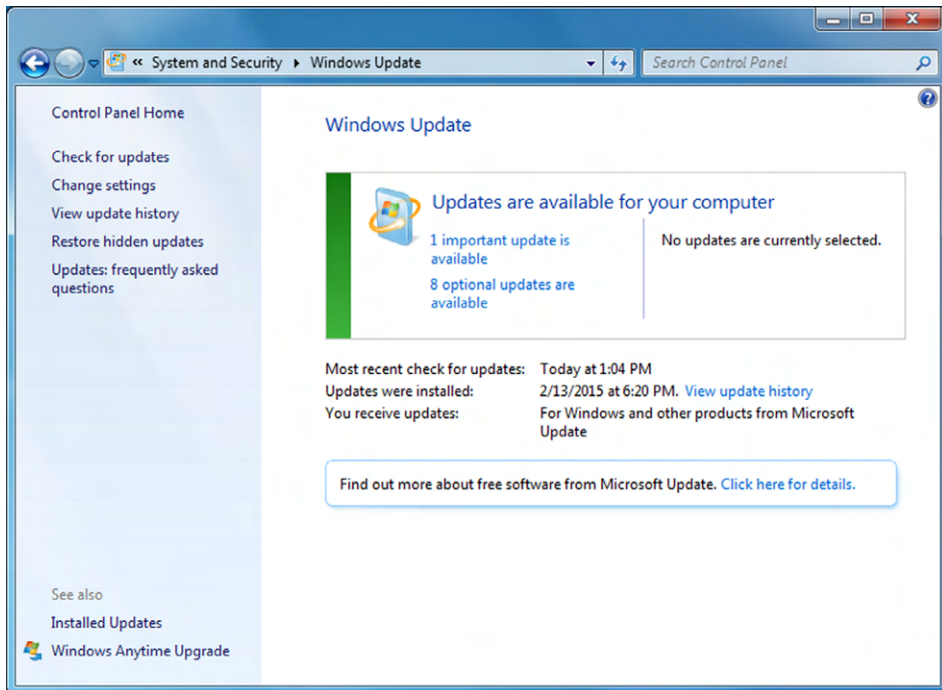 « System and Security ▸ Windows Update
Search Control Panel
Control Panel Home
Check for updates
Change settings
View update history
Restore hidden updates
Updates: frequently asked
questions
Windows Update
Updates are available for your computer
1 important update is
available
8 optional updates are
available
No updates are currently selected.
Most recent check for updates: Today at 1:04 PM
Updates were installed: 2/13/2015 at 6:20 PM. View update history
You receive updates: For Windows and other products from Microsoft
Update
Find out more about free software from Microsoft Update. Click here for details.
See also
Installed Updates
Windows Anytime Upgrade